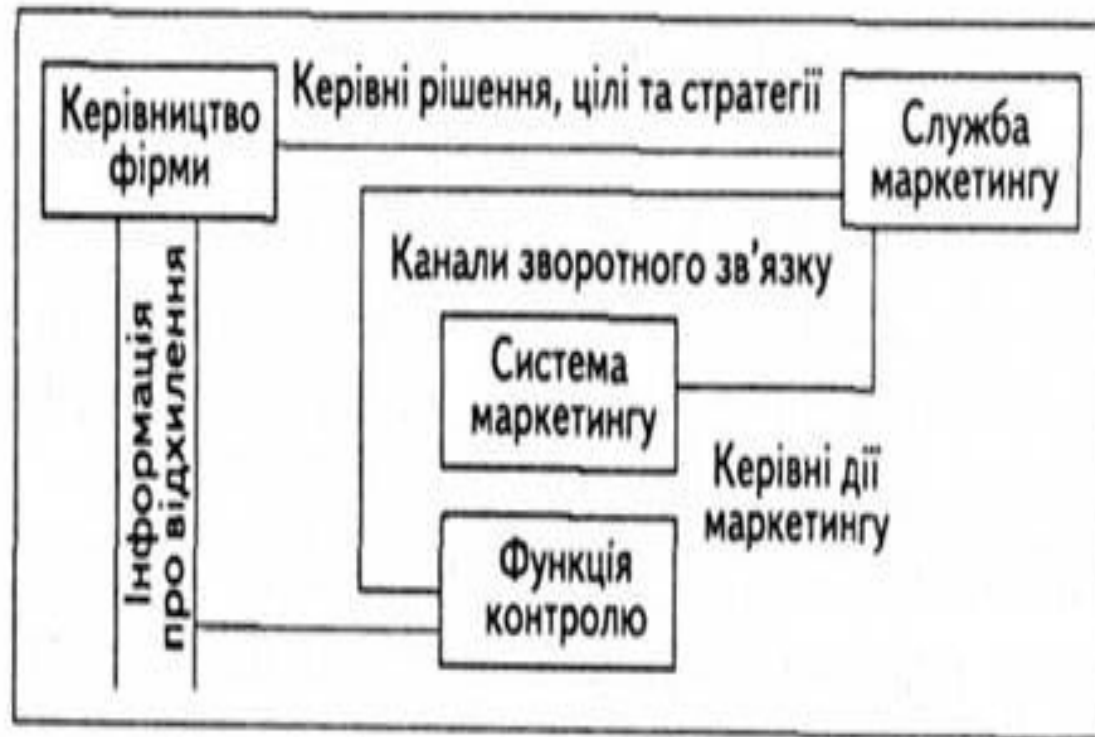 Керівництво
фірми
Керівні рішення, цілі та стратегії
Служба
маркетингу
Канали зворотного зв’язку
Інформація
про відхилення
Система
маркетингу
Керівні дії
маркетингу
Функція
контролю